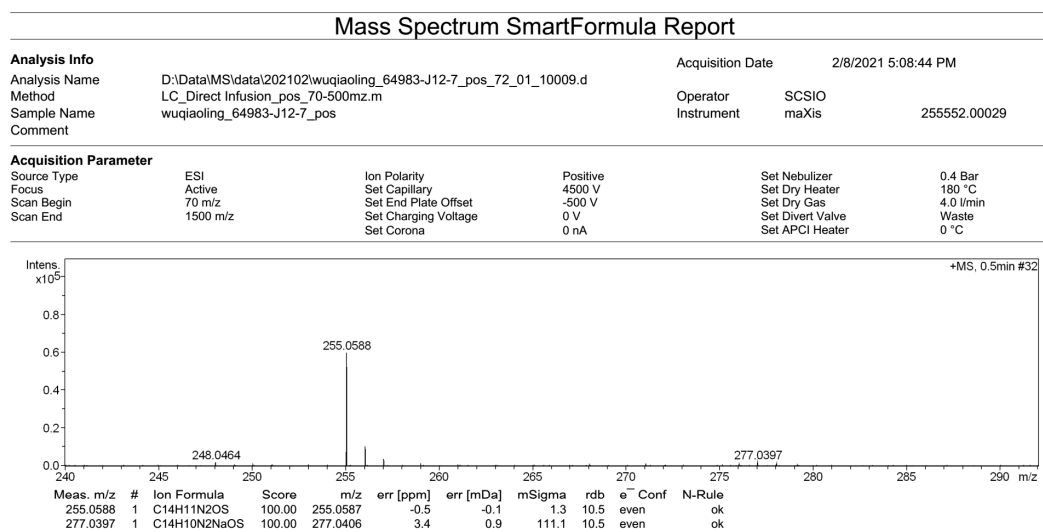 Mass Spectrum SmartFormula Report
Analysis Info
Acquisition Date 2/8/2021 5:08:44 PM
Analysis Name D:\Data\MS\data\202102\wuqiaoling_64983-J12-7_pos_72_01_10009.d
Method LC_Direct Infusion_pos_70-500mz.m Operator SCSIO
Sample Name wuqiaoling_64983-J12-7_pos Instrument maXis 255552.00029
Comment
Acquisition Parameter
Source Type ESI Ion Polarity Positive Set Nebulizer 0.4 Bar
Focus Active Set Capillary 4500 V Set Dry Heater 180 °C
Scan Begin 70 m/z Set End Plate Offset -500 V Set Dry Gas 4.0 l/min
Scan End 1500 m/z Set Charging Voltage 0 V Set Divert Valve Waste
Set Corona 0 nA Set APCI Heater 0 °C
Intens. +MS, 0.5min #32
x10^5
0.8
0.6 255.0588
0.4
0.2
248.0464 277.0397
0.0
240 245 250 255 260 265 270 275 280 285 290 m/z
Meas. m/z # Ion Formula Score m/z err [ppm] err [mDa] mSigma rdb e⁻ Conf N-Rule
255.0588 1 C14H11N2OS 100.00 255.0587 -0.5 -0.1 1.3 10.5 even ok
277.0397 1 C14H10N2NaOS 100.00 277.0406 3.4 0.9 111.1 10.5 even ok